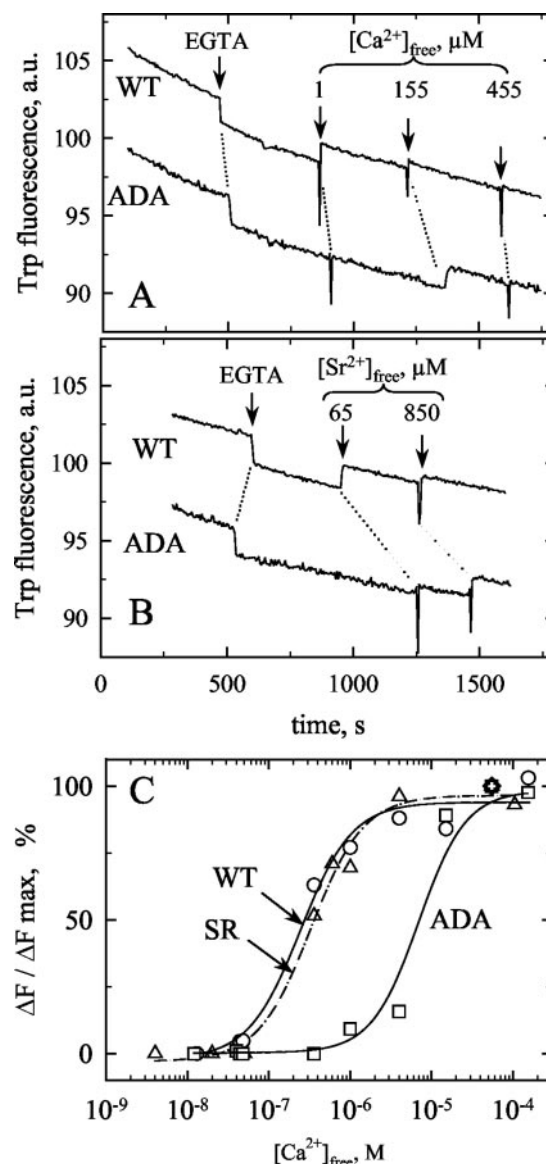 EGTA
[Ca²⁺]free, μM
1 155 455
WT
ADA
A
Trp fluorescence, a.u.
105
100
95
90
EGTA
[Sr²⁺]free, μM
65 850
WT
ADA
B
Trp fluorescence, a.u.
105
100
95
90
0 500 1000 1500
time, s
C
WT
SR
ADA
ΔF / ΔF max, %
100
50
0
10⁻⁹ 10⁻⁸ 10⁻⁷ 10⁻⁶ 10⁻⁵ 10⁻⁴
[Ca²⁺]free, M